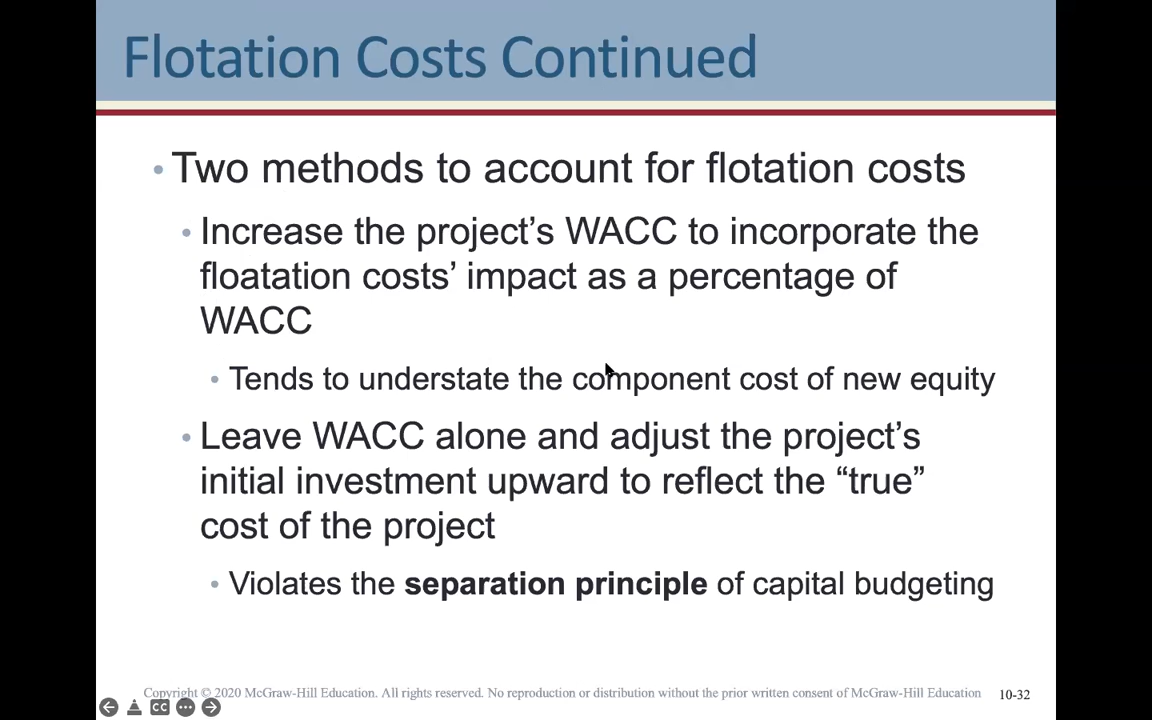 Flotation Costs Continued
• Two methods to account for flotation costs
• Increase the project’s WACC to incorporate the
floatation costs’ impact as a percentage of
WACC
• Tends to understate the component cost of new equity
• Leave WACC alone and adjust the project’s
initial investment upward to reflect the “true”
cost of the project
• Violates the separation principle of capital budgeting
Copyright © 2020 McGraw-Hill Education. All rights reserved. No reproduction or distribution without the prior written consent of McGraw-Hill Education
10-32
CC